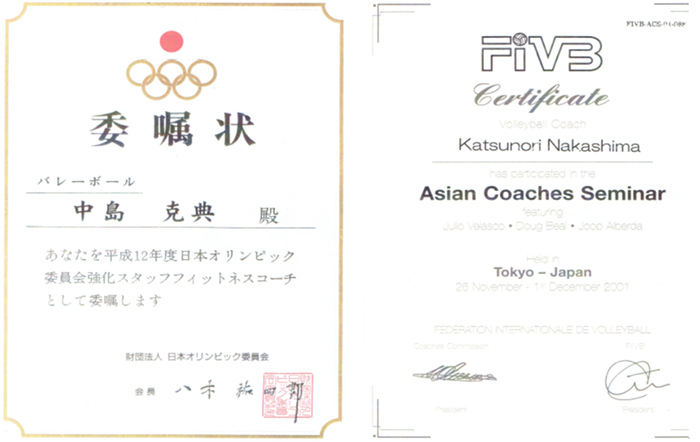 委嘱状
バレーボール
中島 克典 殿
あなたを平成12年度日本オリンピック
委員会強化スタッフフィットネスコーチ
として委嘱します
財団法人 日本オリンピック委員会
会長 八木 祐四郎
FIVB-ACS-01-
FIVB
Certificate
Volleyball Coach
Katsunori Nakashima
has participated in the
Asian Coaches Seminar
featuring
Julio Velasco • Doug Beal • Joop Alberda
Held in
Tokyo – Japan
26 November - 1st December 2001
FEDERATION INTERNATIONALE DE VOLLEYBALL
Coaches Commission FIVB
President President